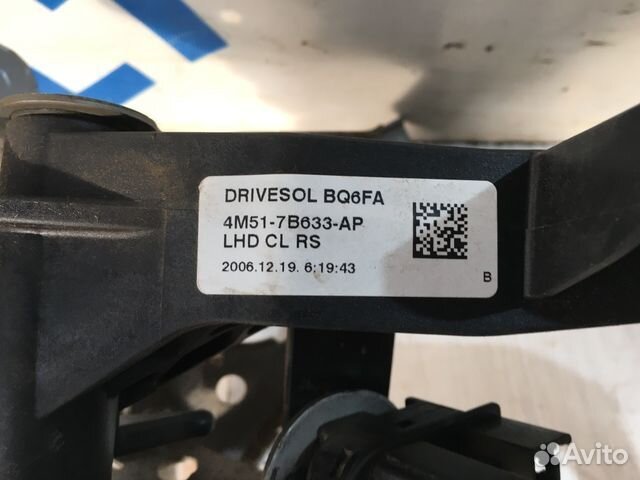 DRIVESOL BQ6FA
4M51-7B633-AP
LHD CL RS
2006.12.19. 6:19:43
B
Avito